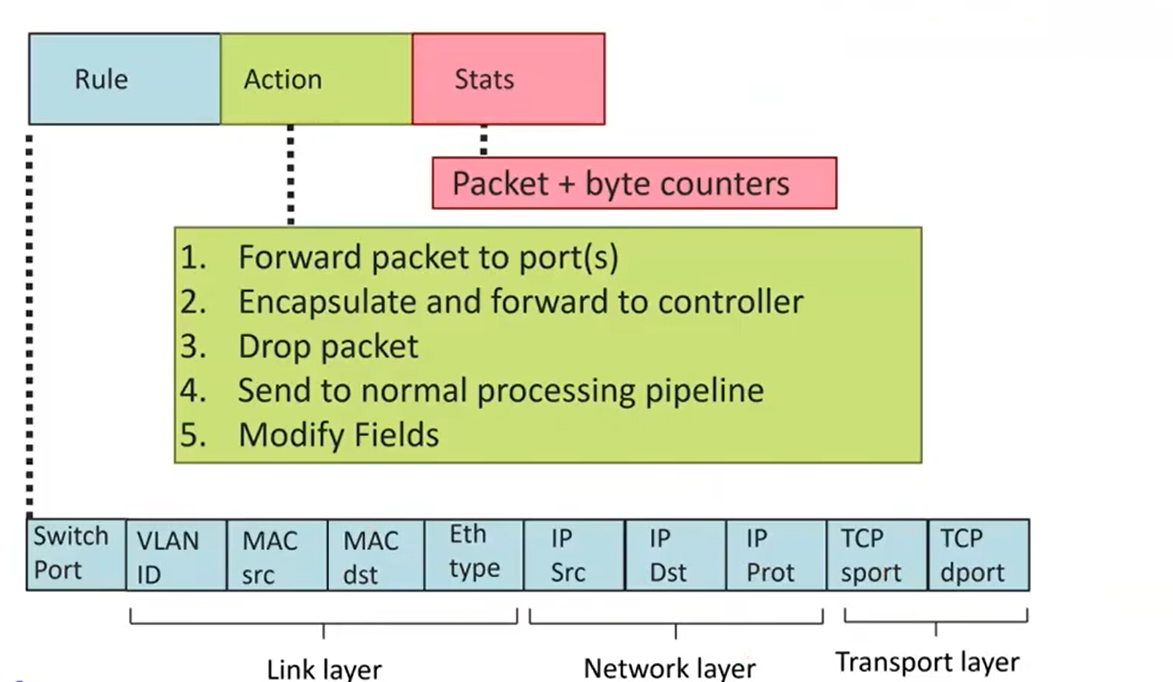 Rule Action Stats
Packet + byte counters
1. Forward packet to port(s)
2. Encapsulate and forward to controller
3. Drop packet
4. Send to normal processing pipeline
5. Modify Fields
Switch Port
VLAN ID
MAC src
MAC dst
Eth type
IP Src
IP Dst
IP Prot
TCP sport
TCP dport
Link layer
Network layer
Transport layer